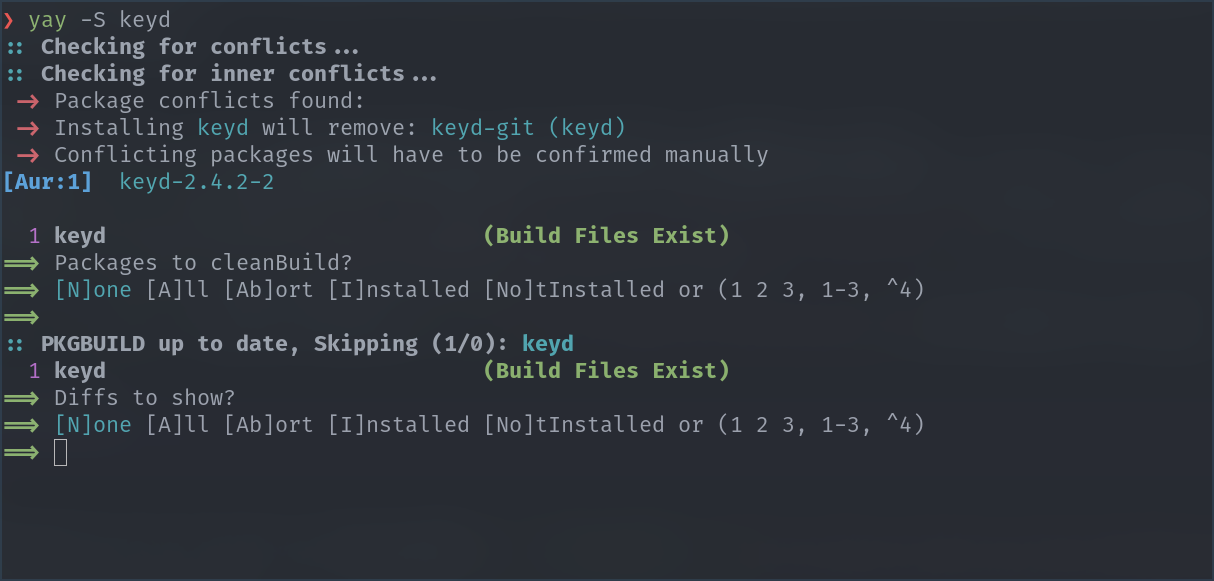 ❯ yay -S keyd
:: Checking for conflicts...
:: Checking for inner conflicts...
-> Package conflicts found:
-> Installing keyd will remove: keyd-git (keyd)
-> Conflicting packages will have to be confirmed manually
[Aur:1]  keyd-2.4.2-2
1 keyd (Build Files Exist)
==> Packages to cleanBuild?
==> [N]one [A]ll [Ab]ort [I]nstalled [No]tInstalled or (1 2 3, 1-3, ^4)
==>
:: PKGBUILD up to date, Skipping (1/0): keyd
1 keyd (Build Files Exist)
==> Diffs to show?
==> [N]one [A]ll [Ab]ort [I]nstalled [No]tInstalled or (1 2 3, 1-3, ^4)
==>